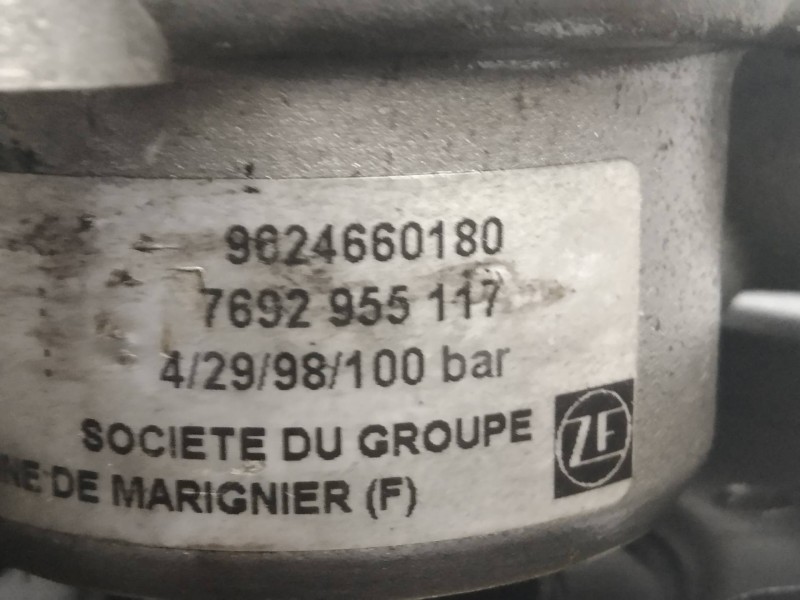 9624660180
7692 955 117
4/29/98/100 bar
SOCIETE DU GROUPE ZF
DE MARIGNIER (F)